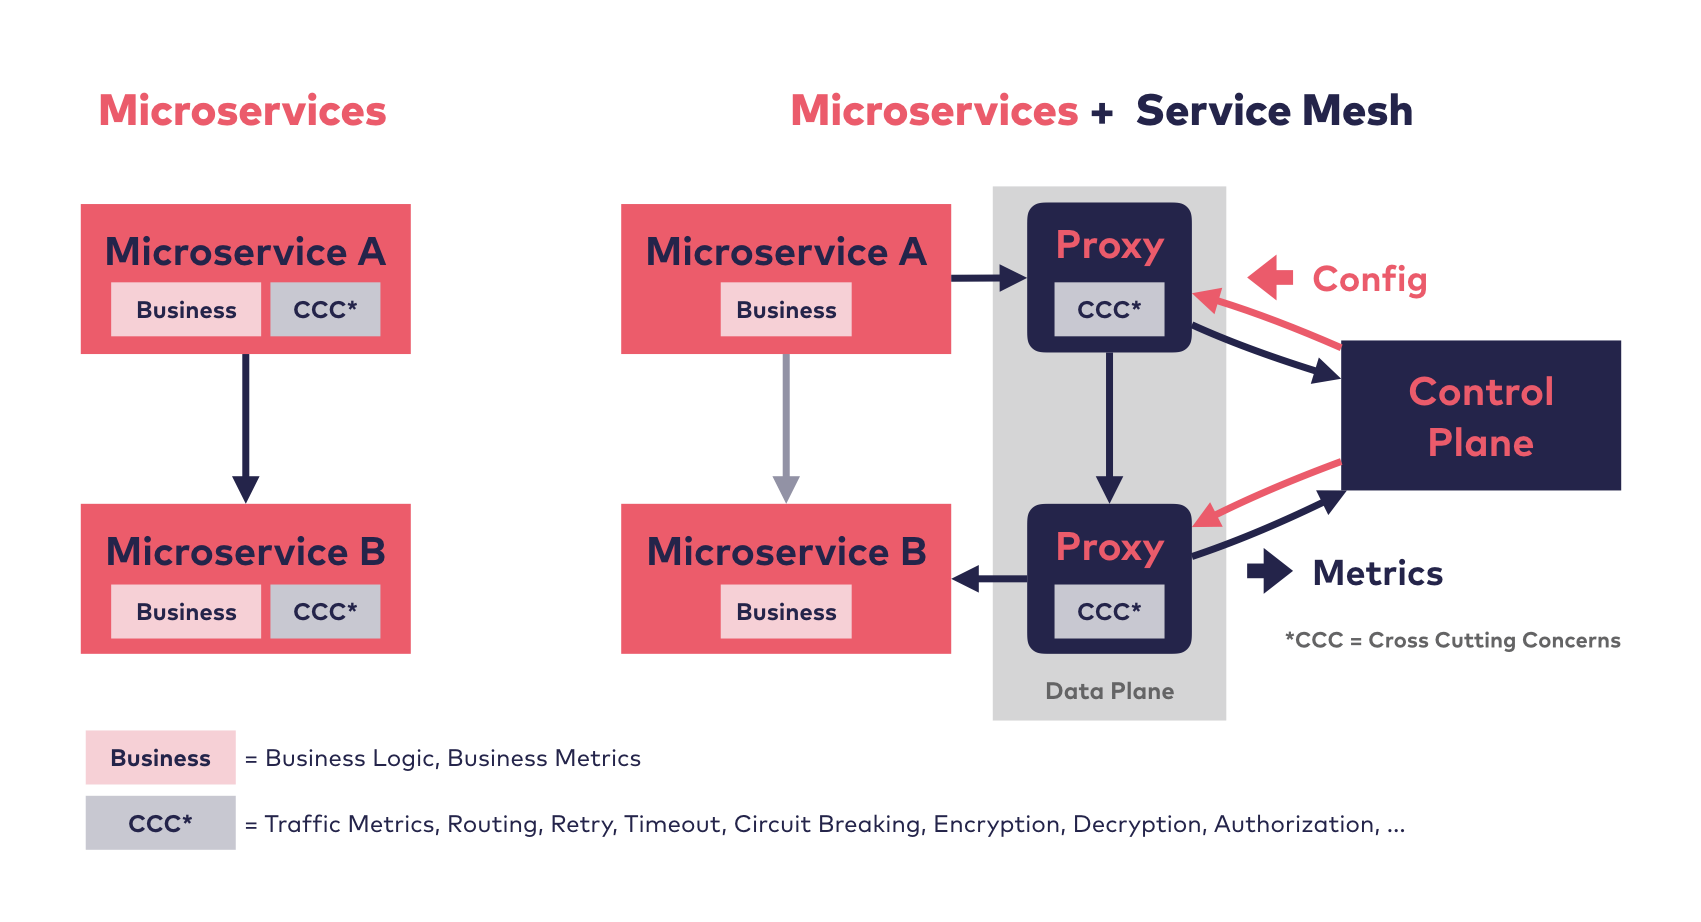 Microservices
Microservices + Service Mesh
Microservice A
Business CCC*
Microservice B
Business CCC*
Microservice A
Business
Microservice B
Business
Proxy
CCC*
Proxy
CCC*
Data Plane
Config
Control
Plane
Metrics
*CCC = Cross Cutting Concerns
Business = Business Logic, Business Metrics
CCC* = Traffic Metrics, Routing, Retry, Timeout, Circuit Breaking, Encryption, Decryption, Authorization, ...